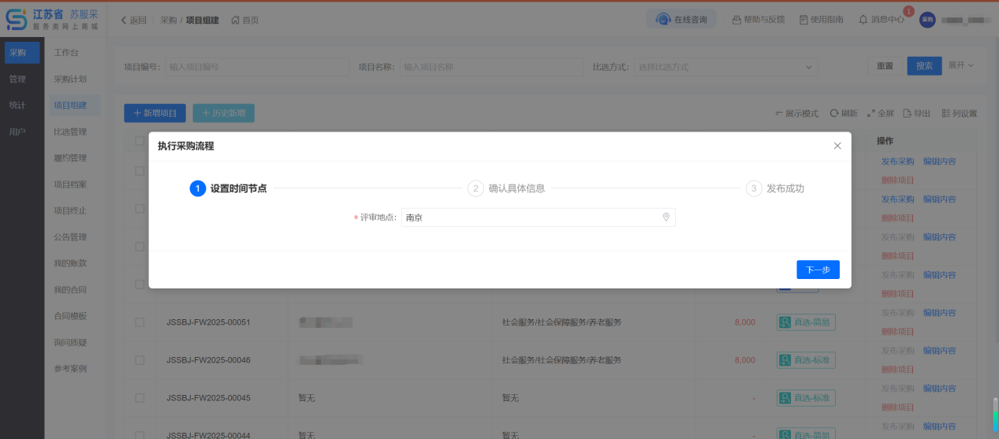 江苏省 苏服采
服务类网上商城
返回 采购 / 项目组建 首页
在线咨询 帮助与反馈 使用指南 消息中心 1 采购
采购
管理
统计
用户
工作台
采购计划
项目组建
比选管理
履约管理
项目档案
项目终止
公告管理
我的账款
我的合同
合同模板
询问质疑
参考案例
项目编号: 输入项目编号 项目名称: 输入项目名称 比选方式: 选择比选方式 重置 搜索 展开
+ 新增项目 + 历史新增 展示模式 刷新 全屏 导出 列设置
操作
发布采购 编辑内容
删除项目
发布采购 编辑内容
删除项目
发布采购 编辑内容
删除项目
发布采购 编辑内容
删除项目
执行采购流程
1 设置时间节点 2 确认具体信息 3 发布成功
* 评审地点: 南京
下一步
JSSBJ-FW2025-00051 社会服务/社会保障服务/养老服务 8,000 直选-简易 发布采购 编辑内容
删除项目
JSSBJ-FW2025-00046 社会服务/社会保障服务/养老服务 8,000 直选-标准 发布采购 编辑内容
删除项目
JSSBJ-FW2025-00045 暂无 暂无 - 直选-标准 发布采购 编辑内容
删除项目
JSSBJ-FW2025-00044 暂无 暂无 - 直选-简易 发布采购 编辑内容